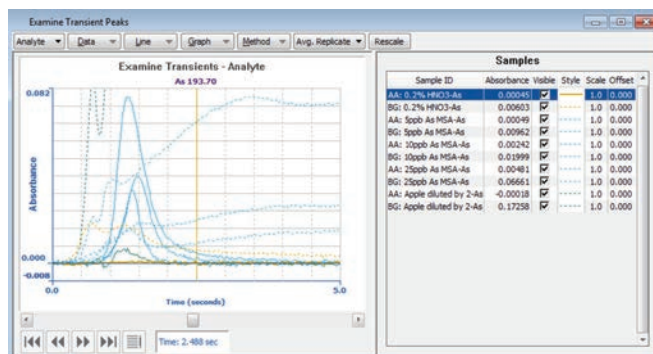 Examine Transient Peaks
Analyte Data Line Graph Method Avg. Replicate Rescale
Examine Transients - Analyte
As 193.70
0.082
Absorbance
0.000
-0.008
0.0 5.0
Time (seconds)
Time: 2.488 sec
Samples
Sample ID Absorbance Visible Style Scale Offset
AA: 0.2% HNO3-As 0.00045 1.0 0.000
BG: 0.2% HNO3-As 0.00603 1.0 0.000
AA: 5ppb As MSA-As 0.00049 1.0 0.000
BG: 5ppb As MSA-As 0.00962 1.0 0.000
AA: 10ppb As MSA-As 0.00242 1.0 0.000
BG: 10ppb As MSA-As 0.01999 1.0 0.000
AA: 25ppb As MSA-As 0.00481 1.0 0.000
BG: 25ppb As MSA-As 0.06661 1.0 0.000
AA: Apple diluted by 2-As -0.00018 1.0 0.000
BG: Apple diluted by 2-As 0.17258 1.0 0.000